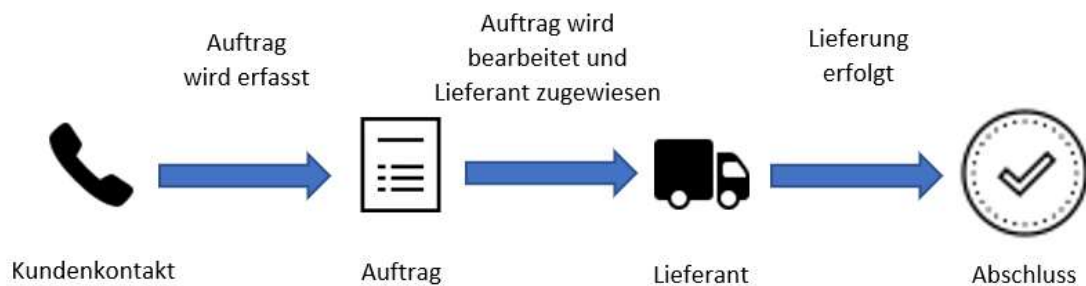 Auftrag
wird erfasst
Auftrag wird
bearbeitet und
Lieferant zugewiesen
Lieferung
erfolgt
Kundenkontakt
Auftrag
Lieferant
Abschluss